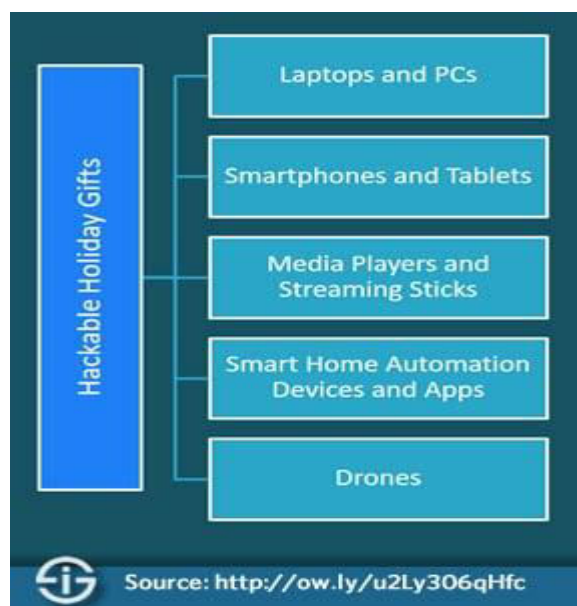 Hackable Holiday Gifts
Laptops and PCs
Smartphones and Tablets
Media Players and
Streaming Sticks
Smart Home Automation
Devices and Apps
Drones
Source: http://ow.ly/u2Ly306qHfc